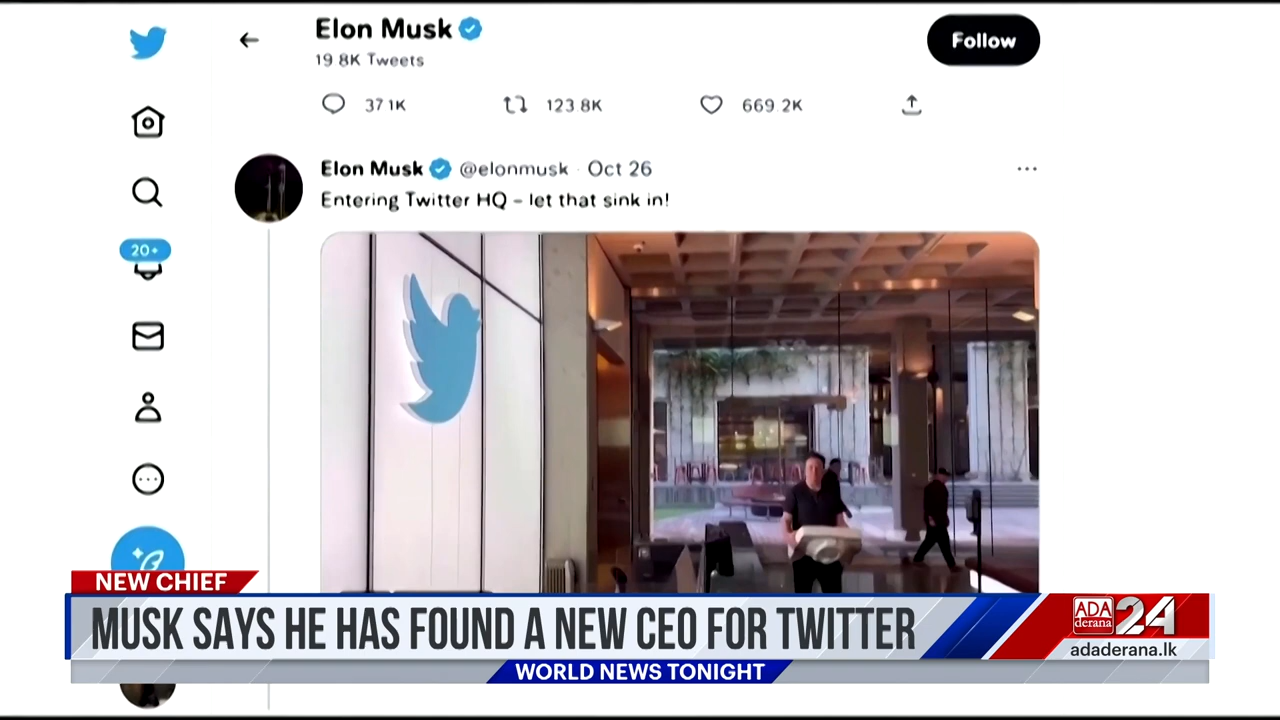 Elon Musk
19 8K Tweets
Follow
37 1K
123 8K
669.2K
Elon Musk @elonmusk · Oct 26
Entering Twitter HQ – let that sink in!
20+
NEW CHIEF
MUSK SAYS HE HAS FOUND A NEW CEO FOR TWITTER
ADA
derana
24
adaderana.lk
WORLD NEWS TONIGHT